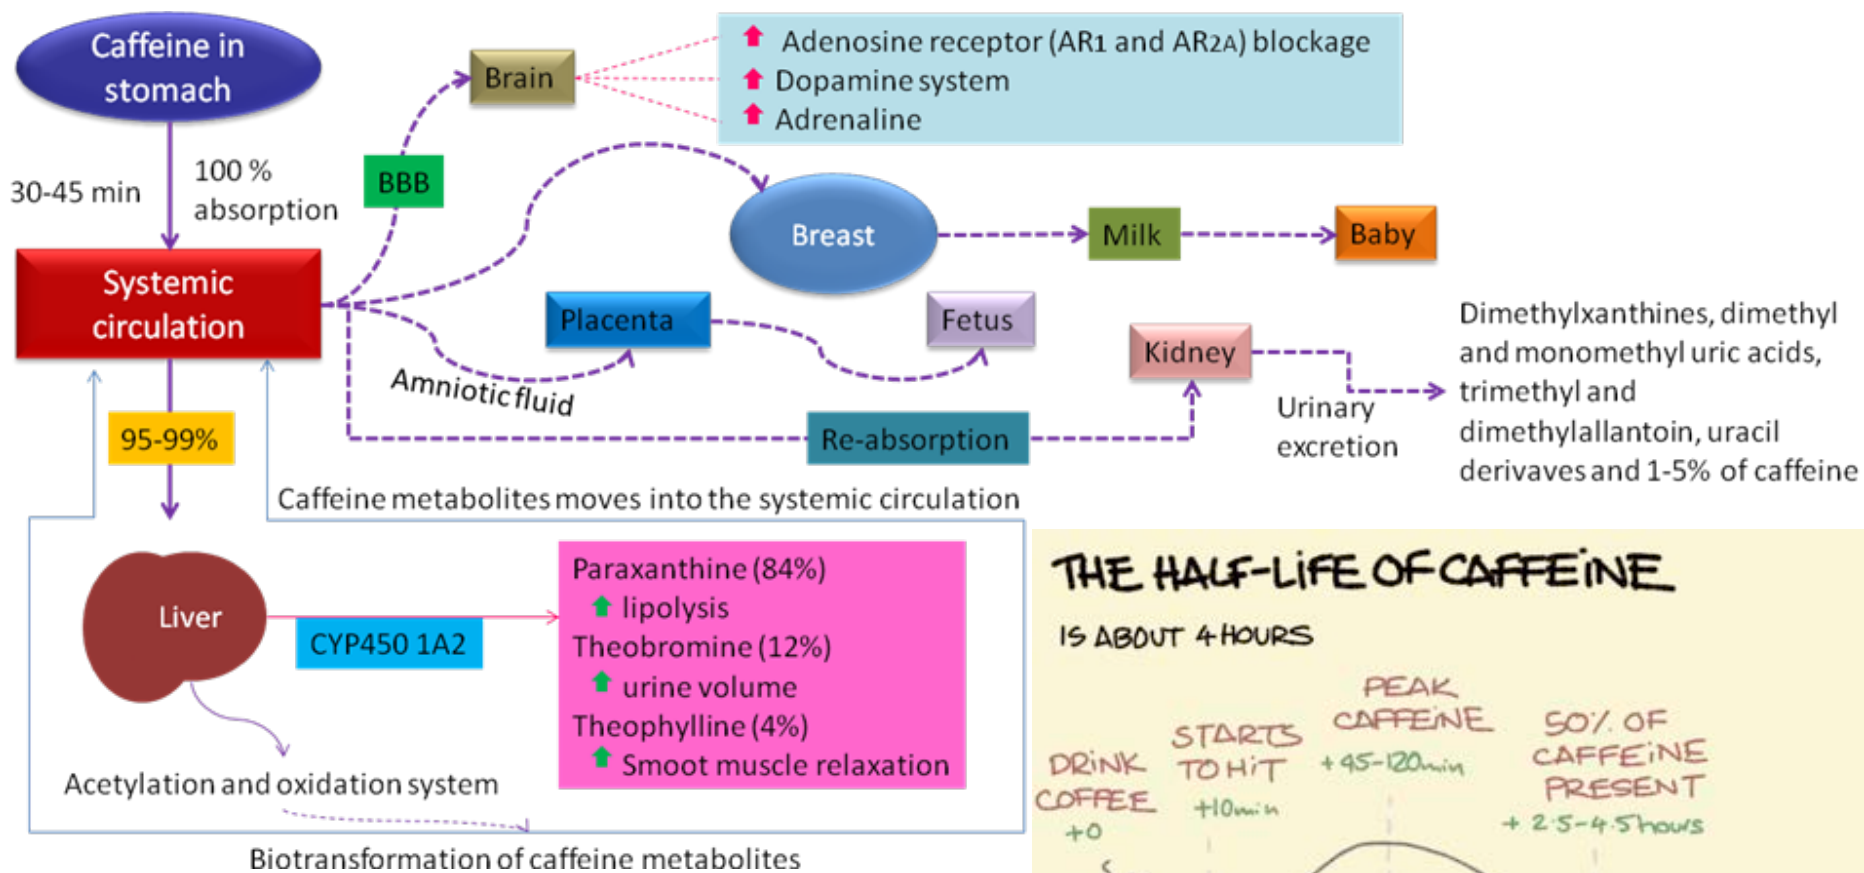 Caffeine in
stomach
30-45 min
100 %
absorption
Systemic
circulation
BBB
Brain
Adenosine receptor (AR1 and AR2A) blockage
Dopamine system
Adrenaline
Breast
Milk
Baby
Placenta
Fetus
Amniotic fluid
Re-absorption
Kidney
Urinary
excretion
Dimethylxanthines, dimethyl
and monomethyl uric acids,
trimethyl and
dimethylallantoin, uracil
derivaves and 1-5% of caffeine
95-99%
Caffeine metabolites moves into the systemic circulation
Liver
CYP450 1A2
Paraxanthine (84%)
lipolysis
Theobromine (12%)
urine volume
Theophylline (4%)
Smoot muscle relaxation
Acetylation and oxidation system
Biotransformation of caffeine metabolites
THE HALF-LIFE OF CAFFEINE
IS ABOUT 4 HOURS
DRINK
COFFEE
+0
STARTS
TO HIT
+10min
PEAK
CAFFEINE
+45-120min
50% OF
CAFFEINE
PRESENT
+ 2.5-4.5 hours